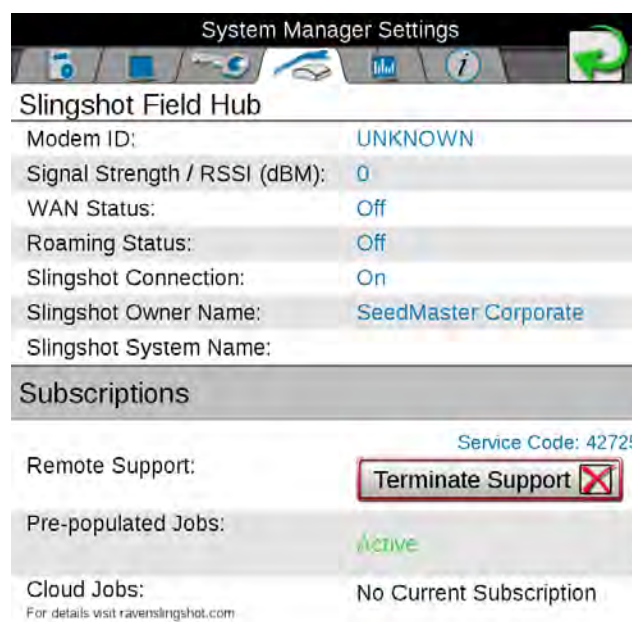 System Manager Settings
Slingshot Field Hub
Modem ID: UNKNOWN
Signal Strength / RSSI (dBM): 0
WAN Status: Off
Roaming Status: Off
Slingshot Connection: On
Slingshot Owner Name: SeedMaster Corporate
Slingshot System Name:
Subscriptions
Service Code: 42725
Remote Support: Terminate Support
Pre-populated Jobs: Active
Cloud Jobs: No Current Subscription
For details visit ravenslingshot.com